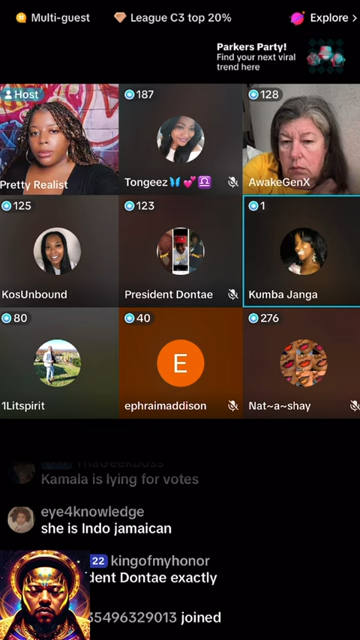 Multi-guest
League C3 top 20%
Explore >
Parkers Party!
Find your next viral
trend here
Host
187
128
Pretty Realist
Tongeez🦋💕♎
AwakeGenX
125
123
1
KosUnbound
President Dontae
Kumba Janga
80
40
276
E
1Litspirit
ephraimaddison
Nat~a~shay
Kamala is lying for votes
eye4knowledge
she is Indo jamaican
22 kingofmyhonor
dent Dontae exactly
65496329013 joined